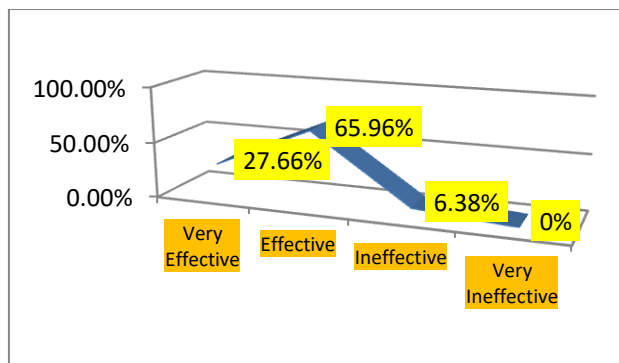 100.00%
50.00%
0.00%
27.66%
65.96%
6.38%
0%
Very
Effective
Effective
Ineffective
Very
Ineffective